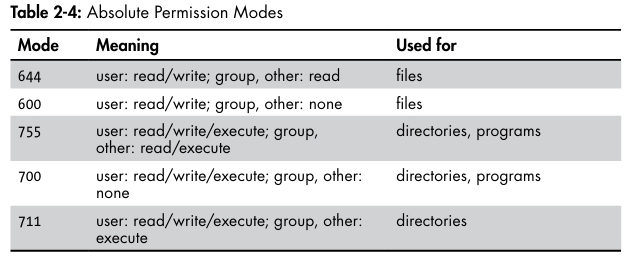 Table 2-4: Absolute Permission Modes
Mode Meaning Used for
644 user: read/write; group, other: read files
600 user: read/write; group, other: none files
755 user: read/write/execute; group, directories, programs
other: read/execute
700 user: read/write/execute; group, other: directories, programs
none
711 user: read/write/execute; group, other: directories
execute